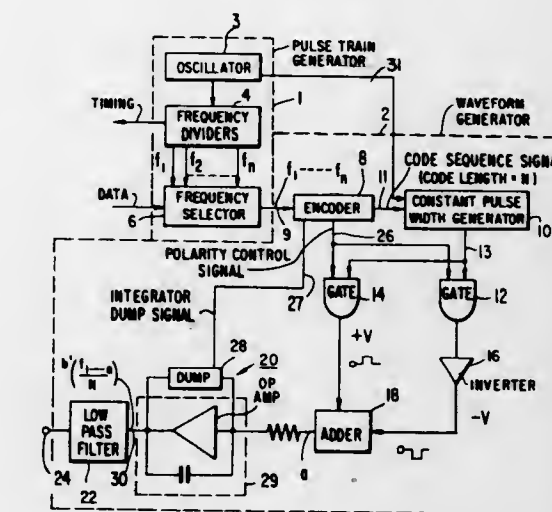 3
OSCILLATOR
PULSE TRAIN
GENERATOR
31
1
4
TIMING
FREQUENCY
DIVIDERS
WAVEFORM
GENERATOR
2
f1 f2 fn
8
f1 ---- fn
11
CODE SEQUENCE SIGNAL
(CODE LENGTH = N)
DATA
FREQUENCY
SELECTOR
ENCODER
CONSTANT PULSE
WIDTH GENERATOR
6
9
10
26
13
POLARITY CONTROL
SIGNAL
27
GATE
14
GATE
12
INTEGRATOR
DUMP SIGNAL
+V
16
INVERTER
28
20
DUMP
OP
AMP
18
-V
LOW
PASS
FILTER
ADDER
a
24
22
30
29